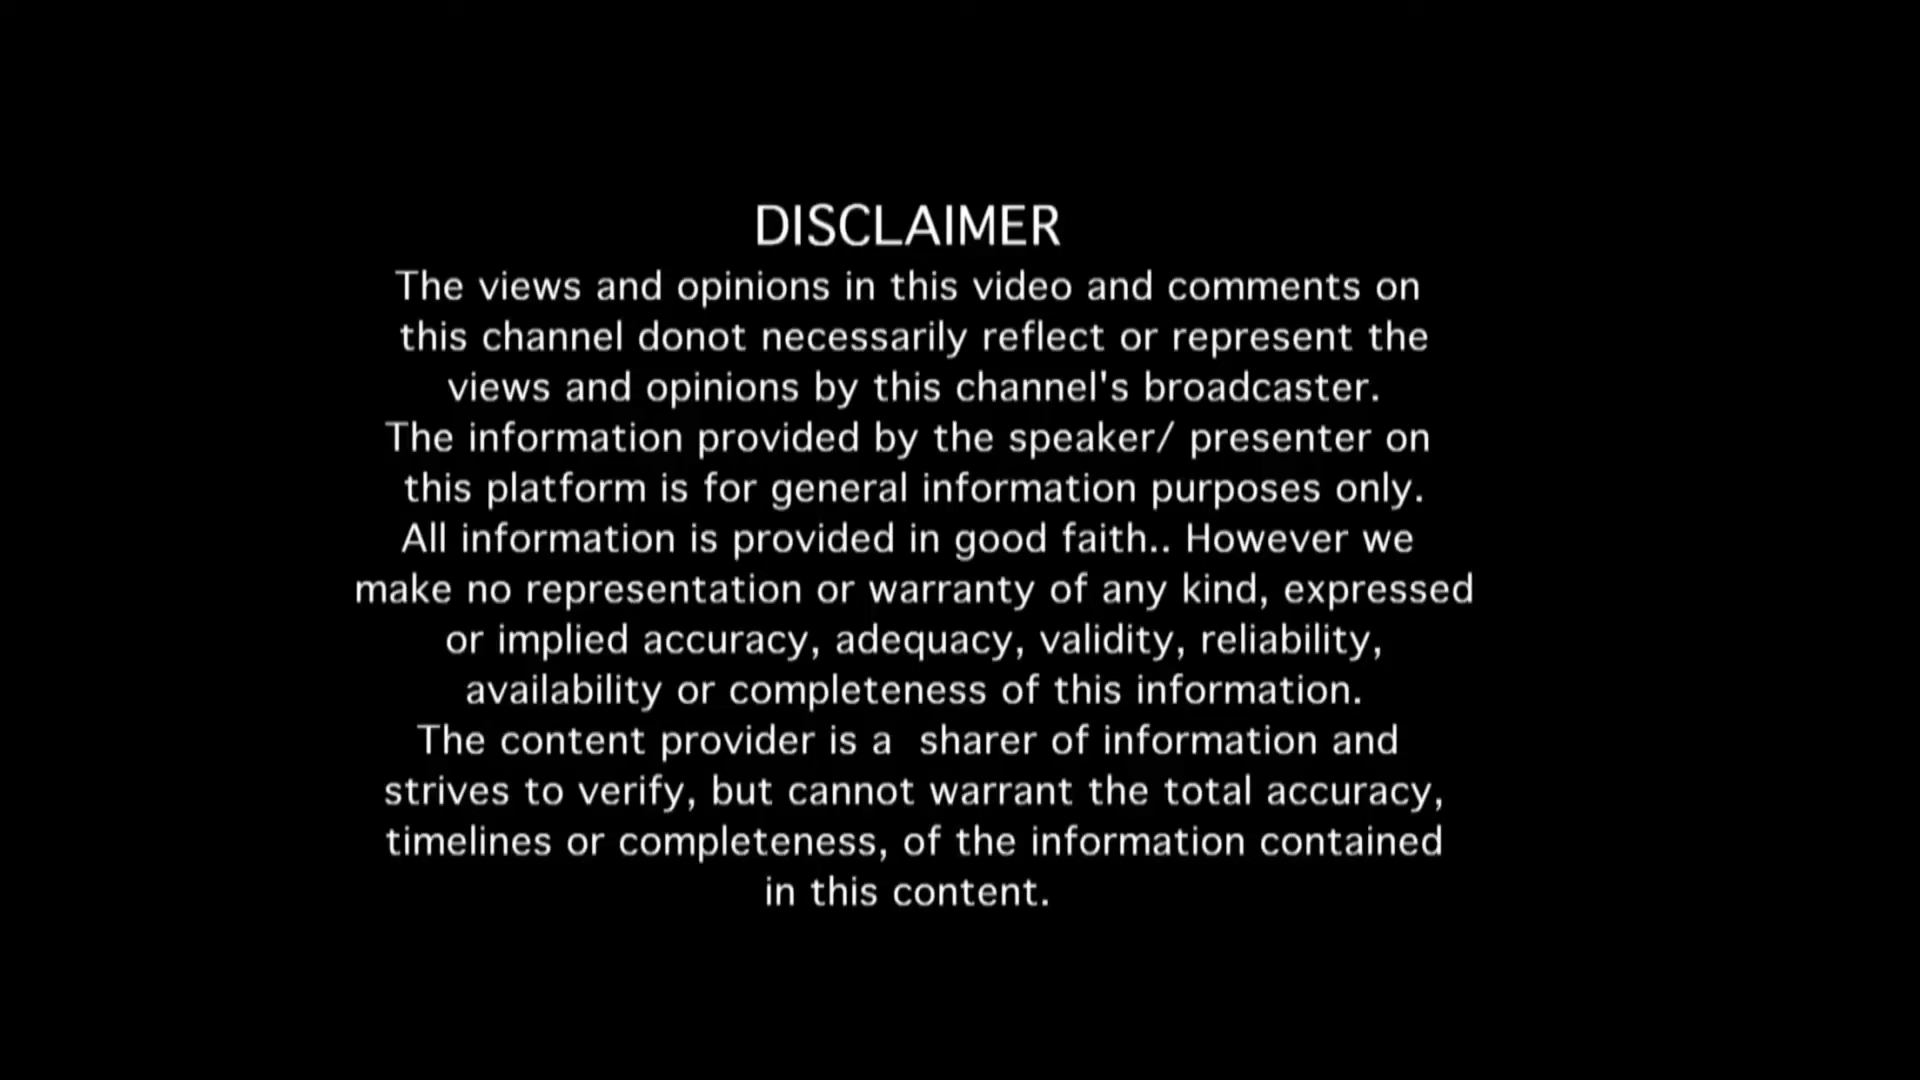 DISCLAIMER
The views and opinions in this video and comments on
this channel donot necessarily reflect or represent the
views and opinions by this channel's broadcaster.
The information provided by the speaker/ presenter on
this platform is for general information purposes only.
All information is provided in good faith.. However we
make no representation or warranty of any kind, expressed
or implied accuracy, adequacy, validity, reliability,
availability or completeness of this information.
The content provider is a  sharer of information and
strives to verify, but cannot warrant the total accuracy,
timelines or completeness, of the information contained
in this content.